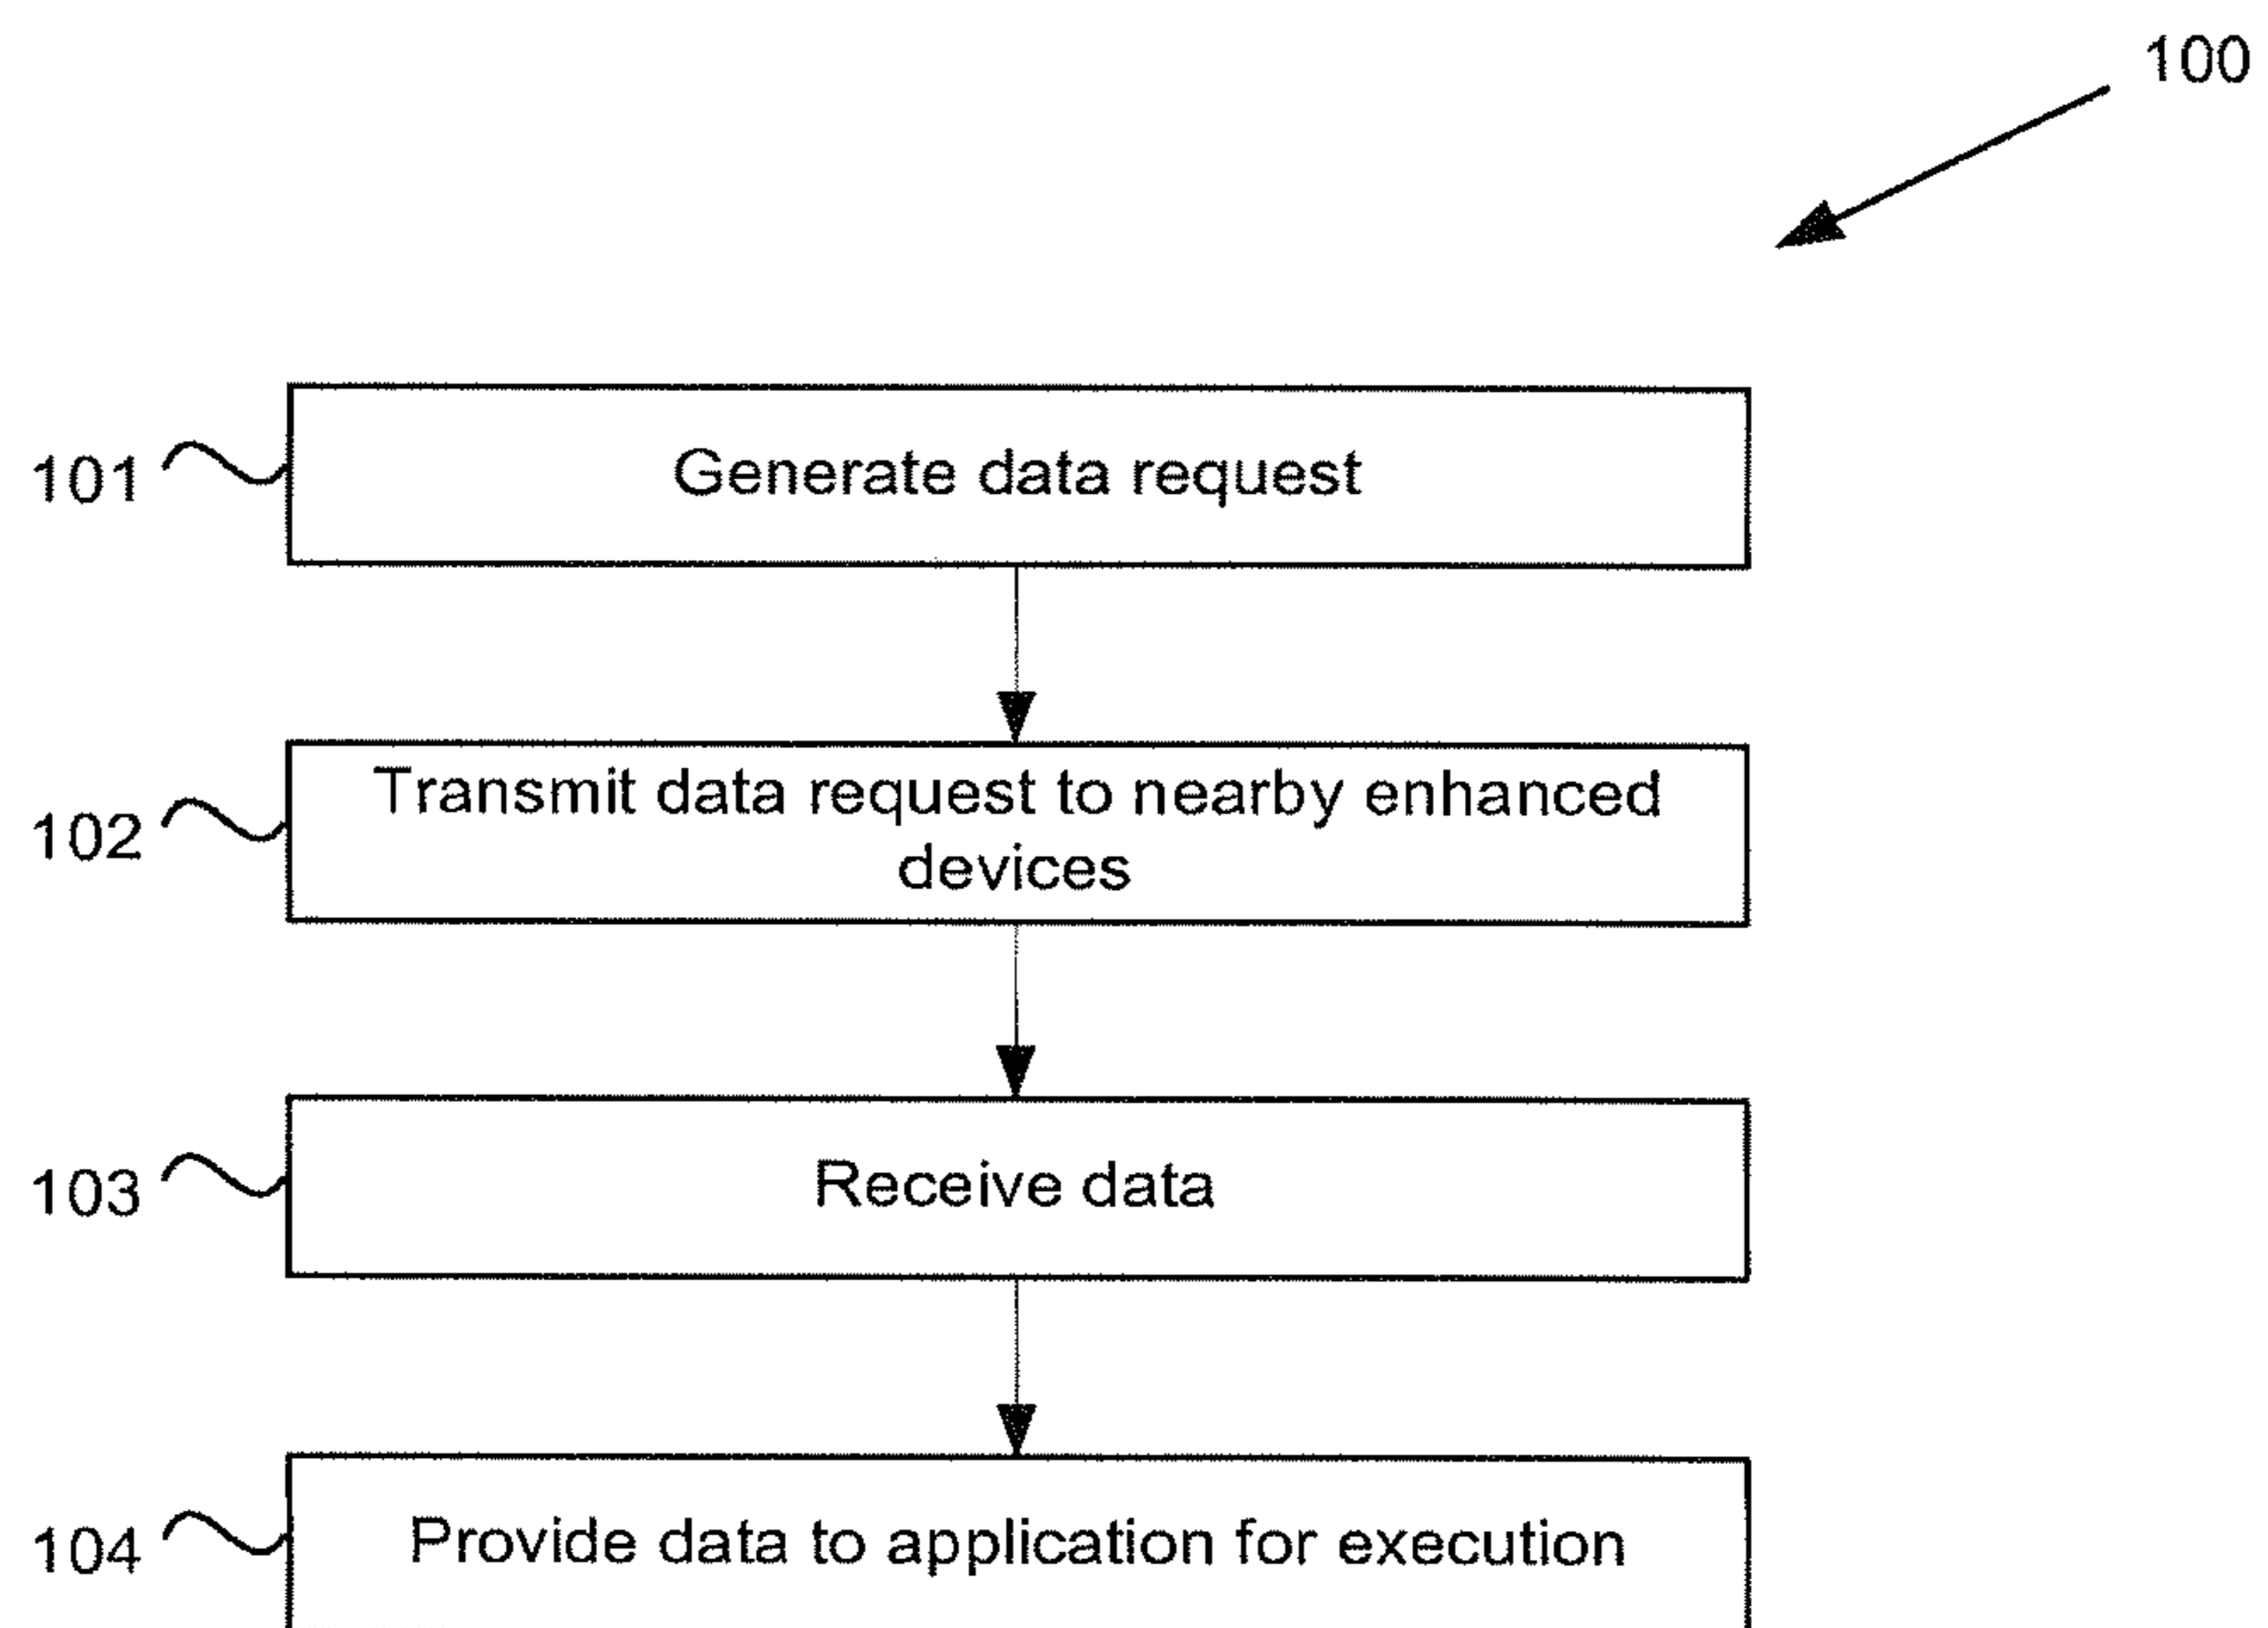 100
101
Generate data request
102
Transmit data request to nearby enhanced
devices
103
Receive data
104
Provide data to application for execution